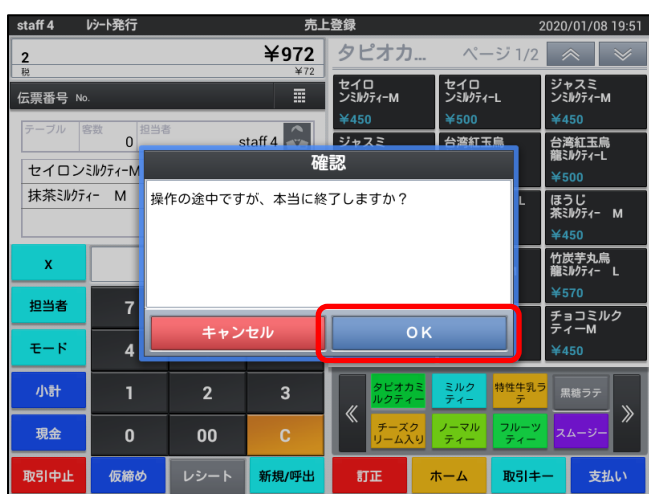 staff 4 ﾚｼｰﾄ発行 売上登録 2020/01/08 19:51
2 ¥972
税 ¥72
タピオカ... ページ 1/2
伝票番号 No.
テーブル 客数 0 担当者 staff 4
セイロンﾐﾙｸﾃｨｰM
抹茶ﾐﾙｸﾃｨｰ M
セイロ
ンﾐﾙｸﾃｨｰM
¥450
セイロ
ンﾐﾙｸﾃｨｰL
¥500
ジャスミ
ンﾐﾙｸﾃｨｰM
¥450
ジャスミ
台湾紅玉烏
台湾紅玉烏
龍ﾐﾙｸﾃｨｰL
¥500
L
ほうじ
茶ﾐﾙｸﾃｨｰ M
¥450
竹炭芋丸烏
龍ﾐﾙｸﾃｨｰ L
¥570
チョコミルク
ティーM
¥450
確認
操作の途中ですが、本当に終了しますか？
キャンセル OK
X
担当者 7
モード 4
小計 1 2 3
現金 0 00 C
取引中止 仮締め レシート 新規/呼出
タピオカミ
ルクティー
ミルク
ティー
特性牛乳ラ
テ
黒糖ラテ
チーズク
リーム入り
ノーマル
ティー
フルーツ
ティー
スムージー
訂正 ホーム 取引キー 支払い